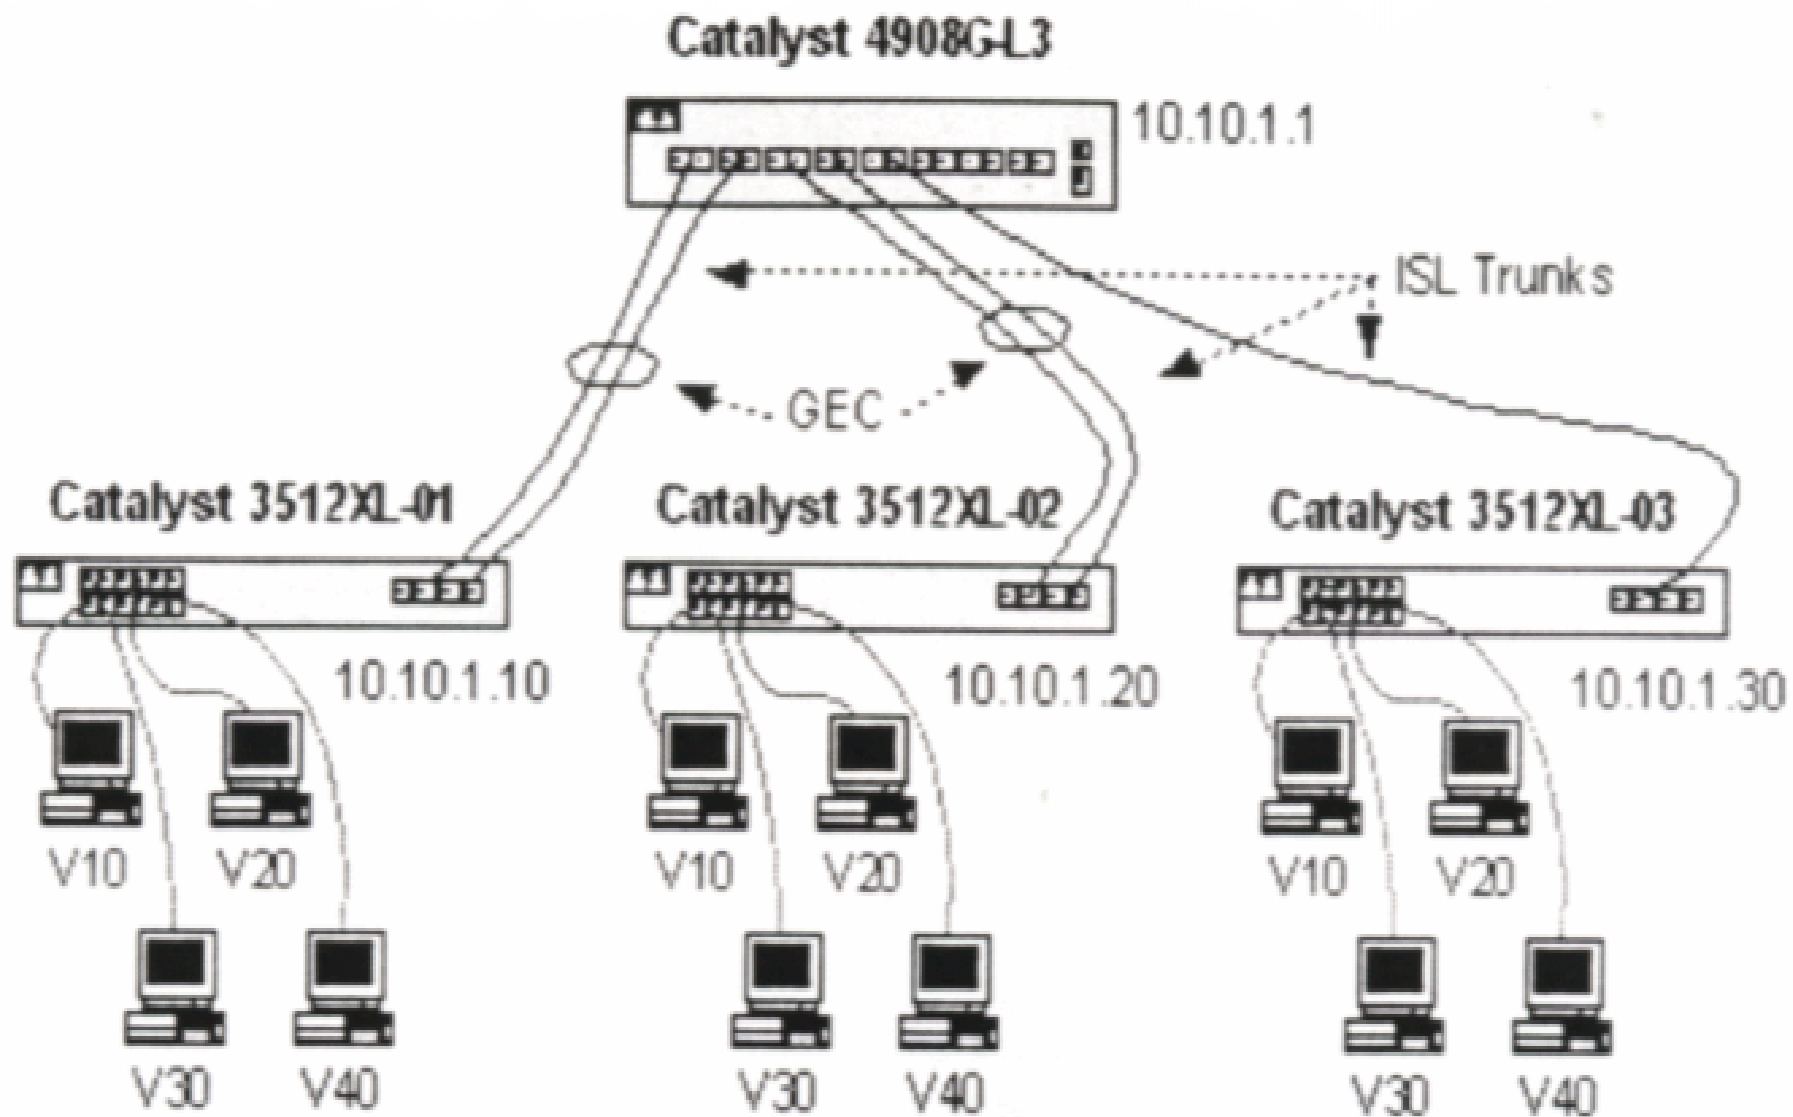 Catalyst 4908G-L3
10.10.1.1
ISL Trunks
GEC
Catalyst 3512XL-01
Catalyst 3512XL-02
Catalyst 3512XL-03
10.10.1.10
10.10.1.20
10.10.1.30
V10
V20
V10
V20
V10
V20
V30
V40
V30
V40
V30
V40